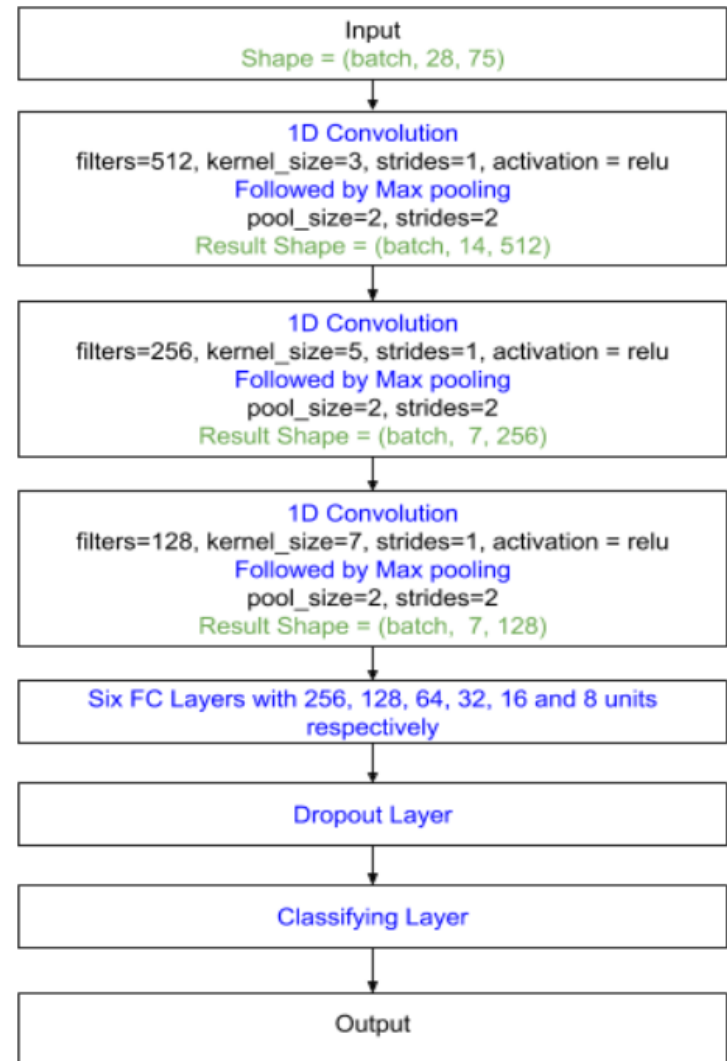 Input
Shape = (batch, 28, 75)
1D Convolution
filters=512, kernel_size=3, strides=1, activation = relu
Followed by Max pooling
pool_size=2, strides=2
Result Shape = (batch, 14, 512)
1D Convolution
filters=256, kernel_size=5, strides=1, activation = relu
Followed by Max pooling
pool_size=2, strides=2
Result Shape = (batch,  7, 256)
1D Convolution
filters=128, kernel_size=7, strides=1, activation = relu
Followed by Max pooling
pool_size=2, strides=2
Result Shape = (batch,  7, 128)
Six FC Layers with 256, 128, 64, 32, 16 and 8 units
respectively
Dropout Layer
Classifying Layer
Output